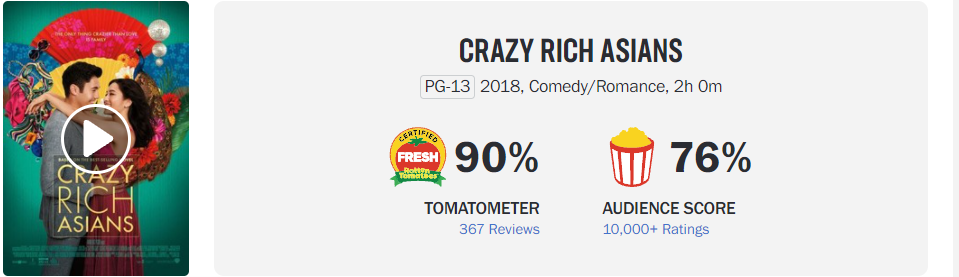 THE ONLY THING CRAZIER THAN LOVE
IS FAMILY
CRAZY
RICH
ASIANS
CRAZY RICH ASIANS
PG-13 2018, Comedy/Romance, 2h 0m
CERTIFIED
FRESH
Rotten
Tomatoes
90%
76%
TOMATOMETER
AUDIENCE SCORE
367 Reviews
10,000+ Ratings